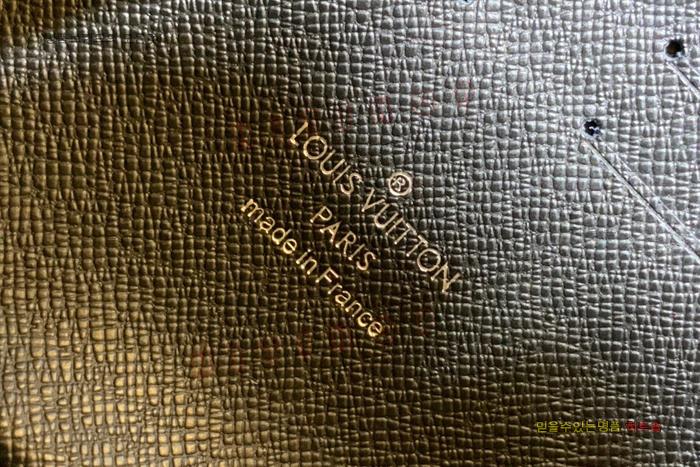 LOUIS VUITTON®
PARIS
made in France
믿을수있는명품